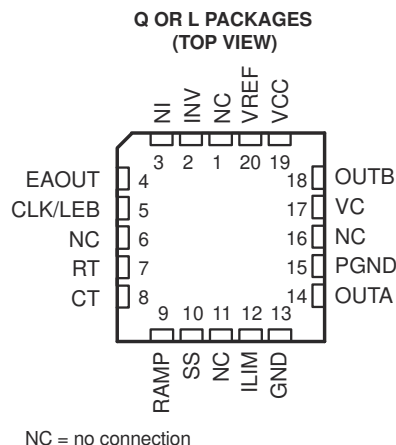 Q OR L PACKAGES
(TOP VIEW)
NI
INV
NC
VREF
VCC
3 2 1 20 19
EAOUT 4
CLK/LEB 5
NC 6
RT 7
CT 8
18 OUTB
17 VC
16 NC
15 PGND
14 OUTA
9 10 11 12 13
RAMP
SS
NC
ILIM
GND
NC = no connection